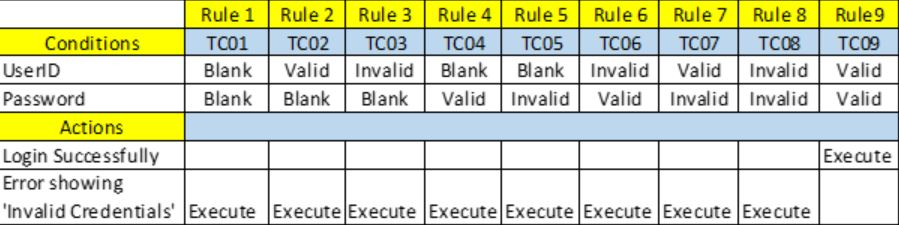 Rule 1 Rule 2 Rule 3 Rule 4 Rule 5 Rule 6 Rule 7 Rule 8 Rule9
Conditions TC01 TC02 TC03 TC04 TC05 TC06 TC07 TC08 TC09
UserID Blank Valid Invalid Blank Blank Invalid Valid Invalid Valid
Password Blank Blank Blank Valid Invalid Valid Invalid Invalid Valid
Actions
Login Successfully Execute
Error showing
'Invalid Credentials' Execute Execute Execute Execute Execute Execute Execute Execute